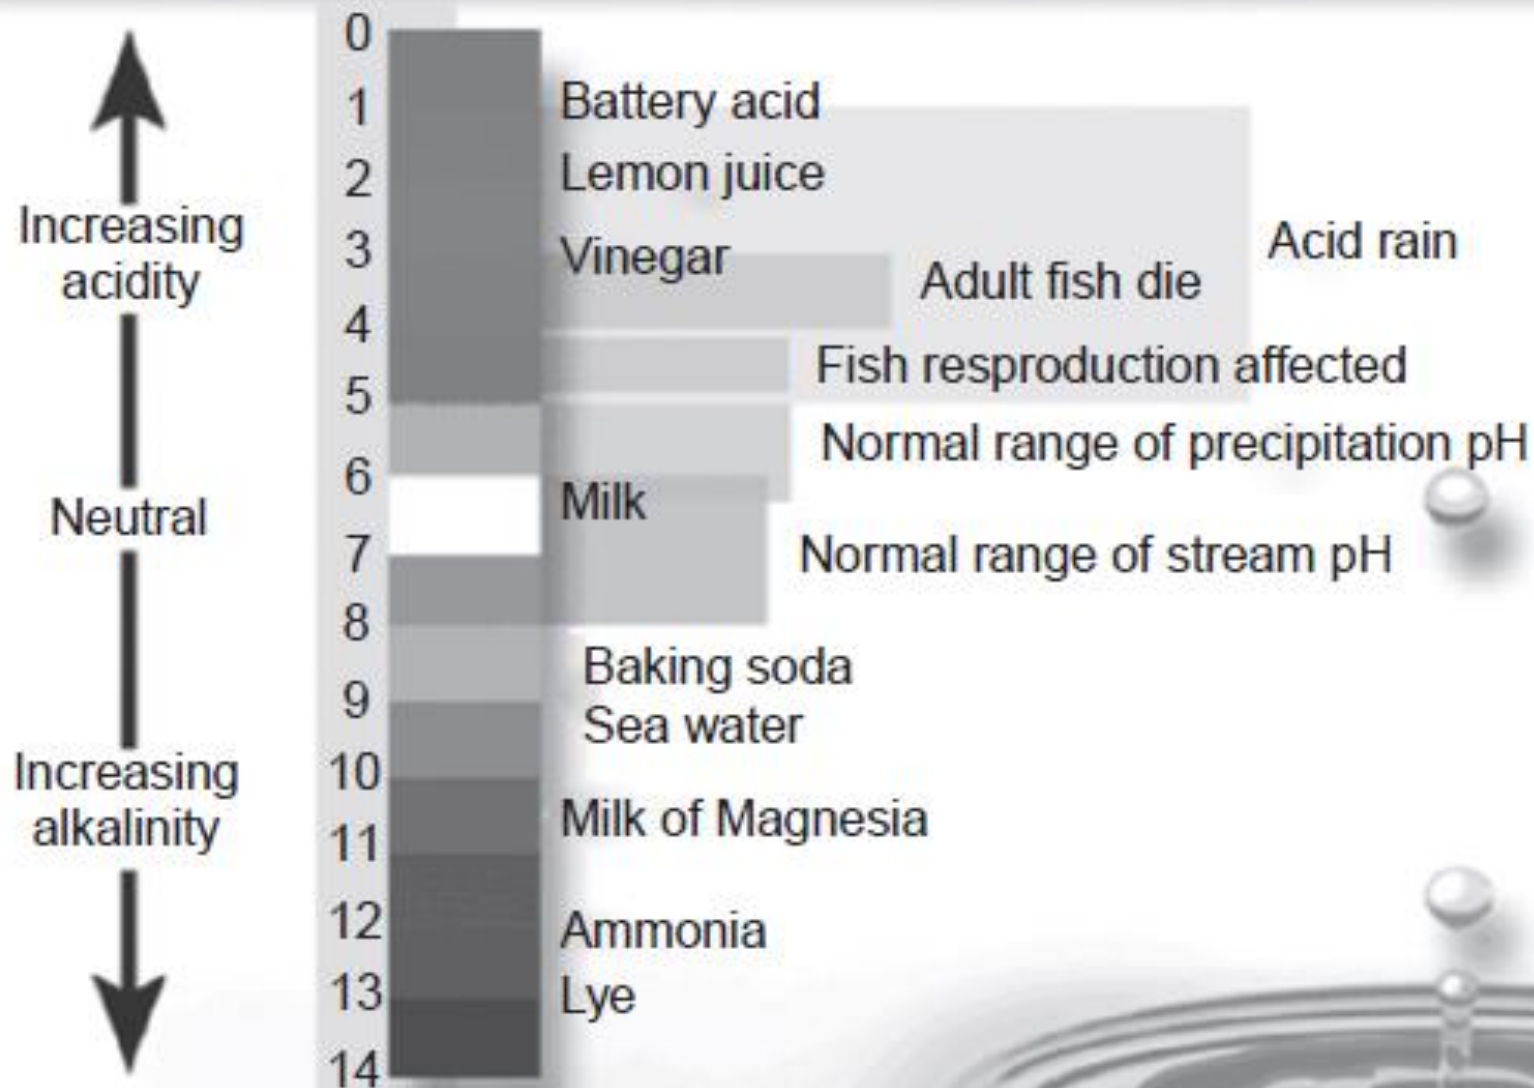 0
1
Battery acid
2
Lemon juice
Increasing
acidity
3
Vinegar
Acid rain
Adult fish die
4
Fish resproduction affected
5
Normal range of precipitation pH
6
Milk
Neutral
7
Normal range of stream pH
8
Baking soda
9
Sea water
Increasing
alkalinity
10
Milk of Magnesia
11
12
Ammonia
13
Lye
14